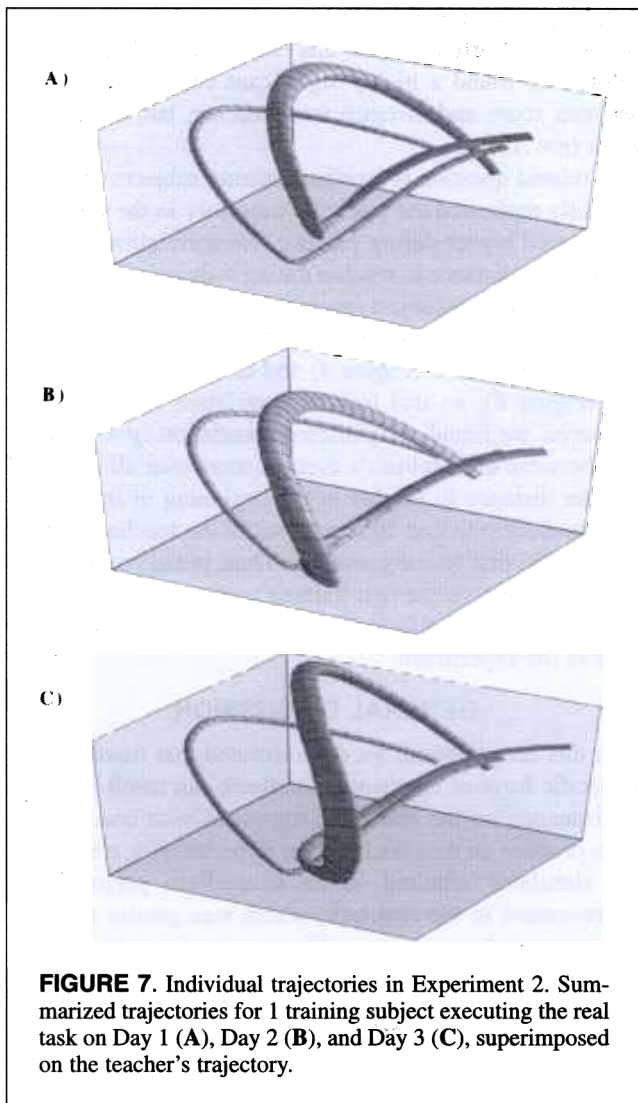 A)
B)
C)
FIGURE 7. Individual trajectories in Experiment 2. Sum-
marized trajectories for 1 training subject executing the real
task on Day 1 (A), Day 2 (B), and Day 3 (C), superimposed
on the teacher's trajectory.